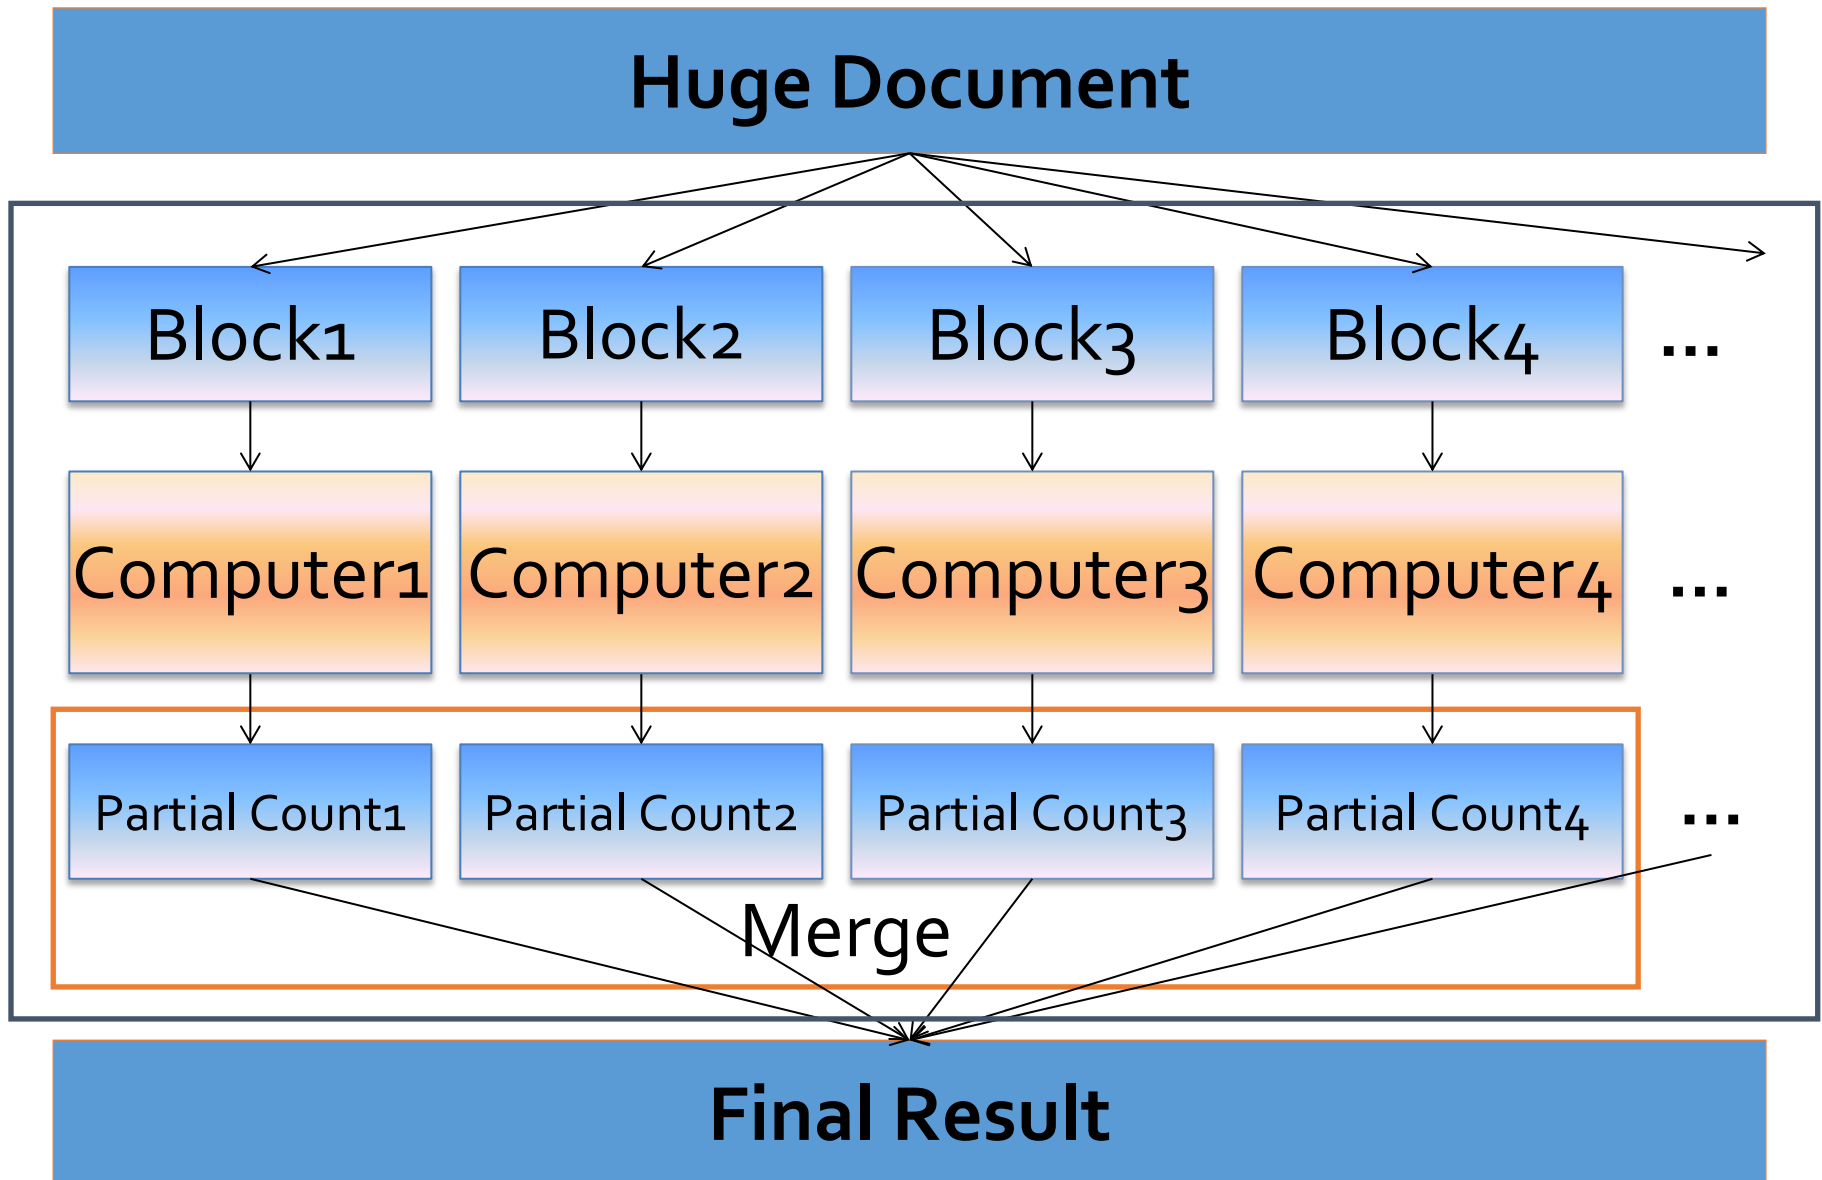 Huge Document
Block1 Block2 Block3 Block4 ...
Computer1 Computer2 Computer3 Computer4 ...
Partial Count1 Partial Count2 Partial Count3 Partial Count4 ...
Merge
Final Result